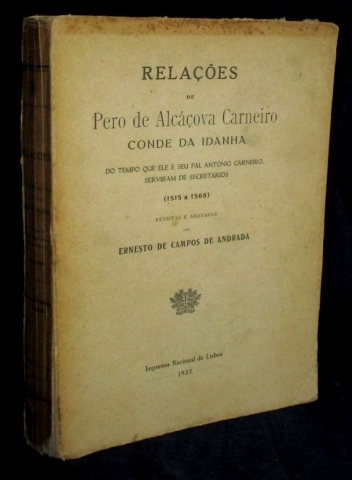 RELAÇÕES
DE
Pero de Alcáçova Carneiro
CONDE DA IDANHA
DO TEMPO QUE ELE E SEU PAI, ANTÓNIO CARNEIRO,
SERVIRAM DE SECRETÁRIOS
(1515 a 1568)
REVISTAS E ANOTADAS
POR
ERNESTO DE CAMPOS DE ANDRADA
Imprensa Nacional de Lisboa
1937